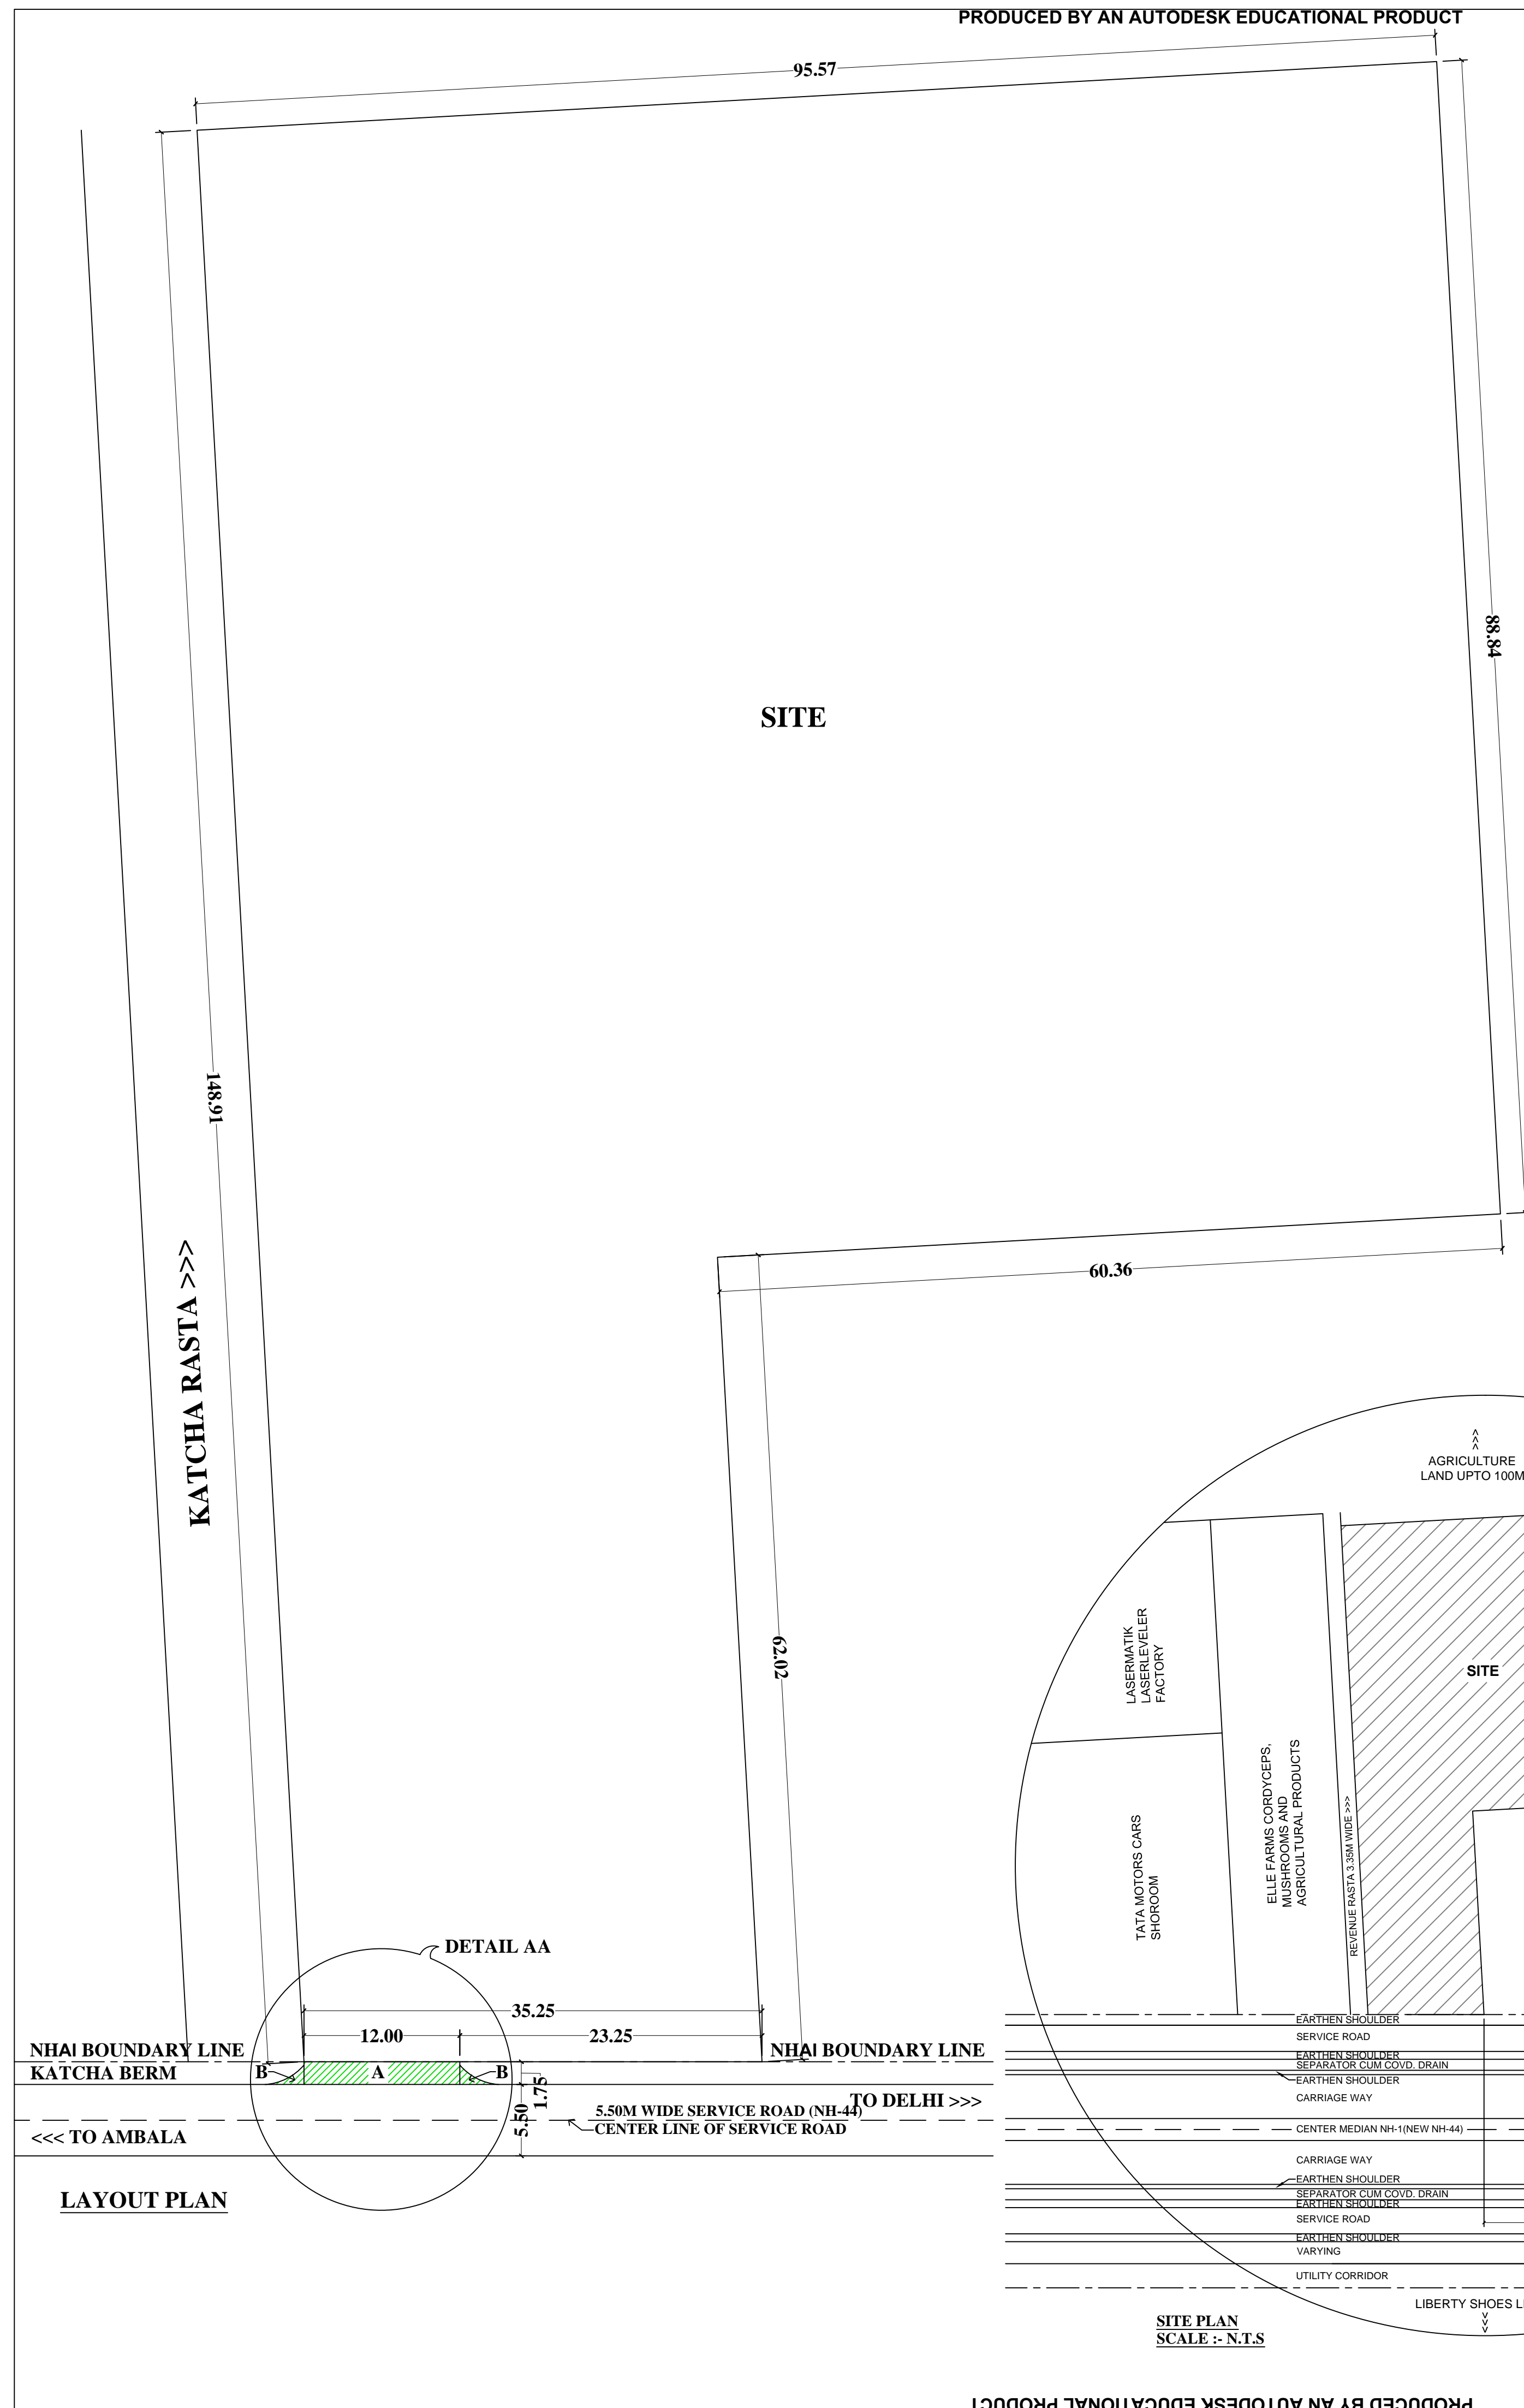 PRODUCED BY AN AUTODESK EDUCATIONAL PRODUCT
95.57
88.84
SITE
148.91
60.36
KATCHA RASTA >>>
62.02
DETAIL AA
35.25
12.00
23.25
NHAI BOUNDARY LINE
NHAI BOUNDARY LINE
KATCHA BERM
B
A
B
1.75
5.50
TO DELHI >>>
5.50M WIDE SERVICE ROAD (NH-44)
CENTER LINE OF SERVICE ROAD
<<< TO AMBALA
LAYOUT PLAN
>>>
AGRICULTURE
LAND UPTO 100M
LASERMATIK
LASERLEVELER
FACTORY
SITE
ELLE FARMS CORDYCEPS,
MUSHROOMS AND
AGRICULTURAL PRODUCTS
TATA MOTORS CARS
SHOROOM
REVENUE RASTA 3.35M WIDE >>>
EARTHEN SHOULDER
SERVICE ROAD
EARTHEN SHOULDER
SEPARATOR CUM COVD. DRAIN
EARTHEN SHOULDER
CARRIAGE WAY
CENTER MEDIAN NH-1(NEW NH-44)
CARRIAGE WAY
EARTHEN SHOULDER
SEPARATOR CUM COVD. DRAIN
EARTHEN SHOULDER
SERVICE ROAD
EARTHEN SHOULDER
VARYING
UTILITY CORRIDOR
LIBERTY SHOES L
>>>
SITE PLAN
SCALE :- N.T.S
PRODUCED BY AN AUTODESK EDUCATIONAL PRODUCT